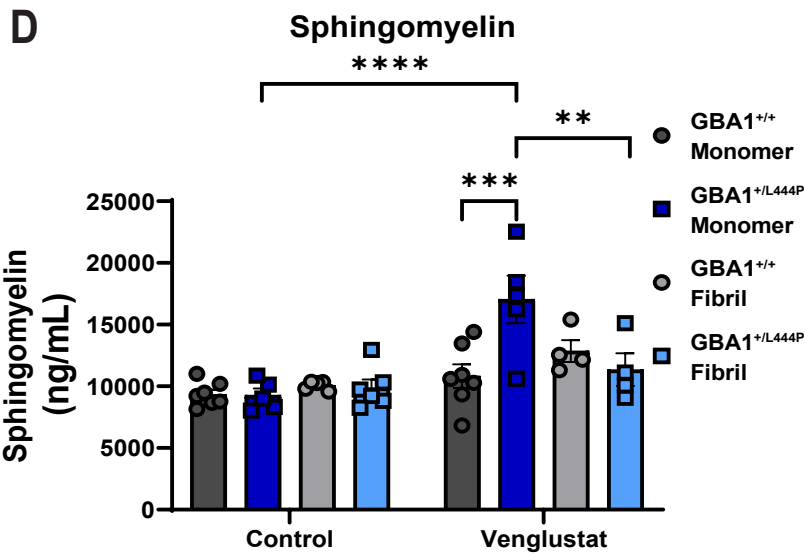 D
Sphingomyelin
****
**
***
GBA1+/+
Monomer
GBA1+/L444P
Monomer
GBA1+/+
Fibril
GBA1+/L444P
Fibril
Sphingomyelin
(ng/mL)
25000
20000
15000
10000
5000
0
Control
Venglustat